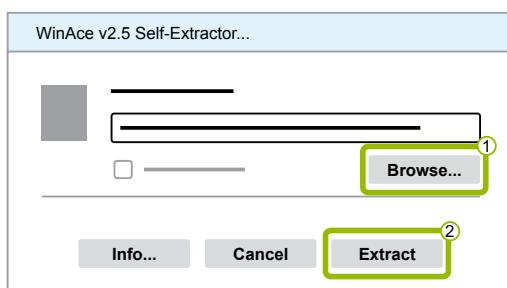 WinAce v2.5 Self-Extractor...
1
Browse...
2
Info... Cancel Extract